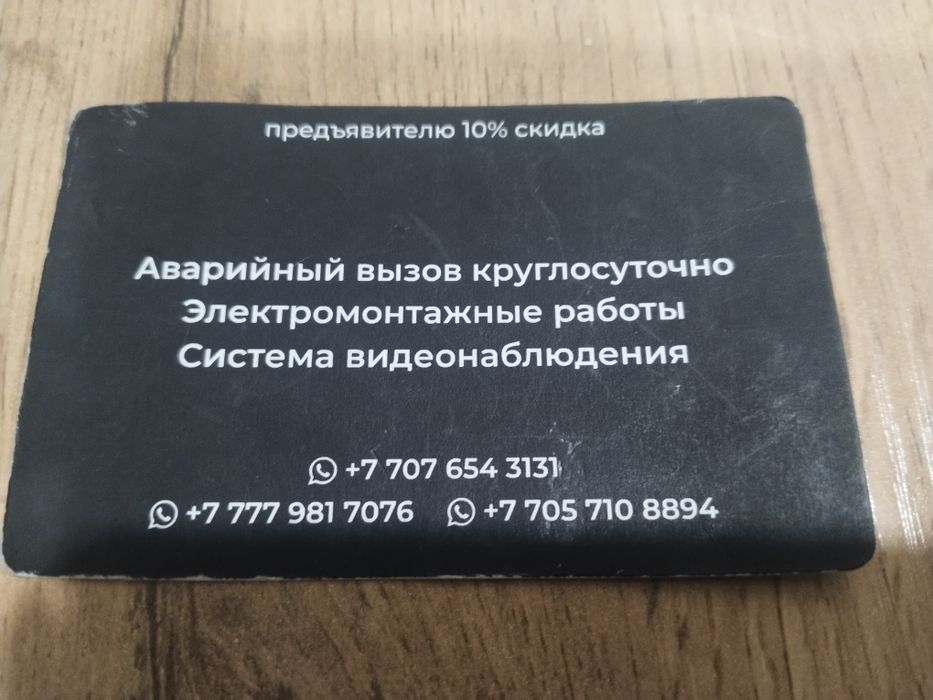 предъявителю 10% скидка
Аварийный вызов круглосуточно
Электромонтажные работы
Система видеонаблюдения
+7 707 654 3131
+7 777 981 7076 +7 705 710 8894